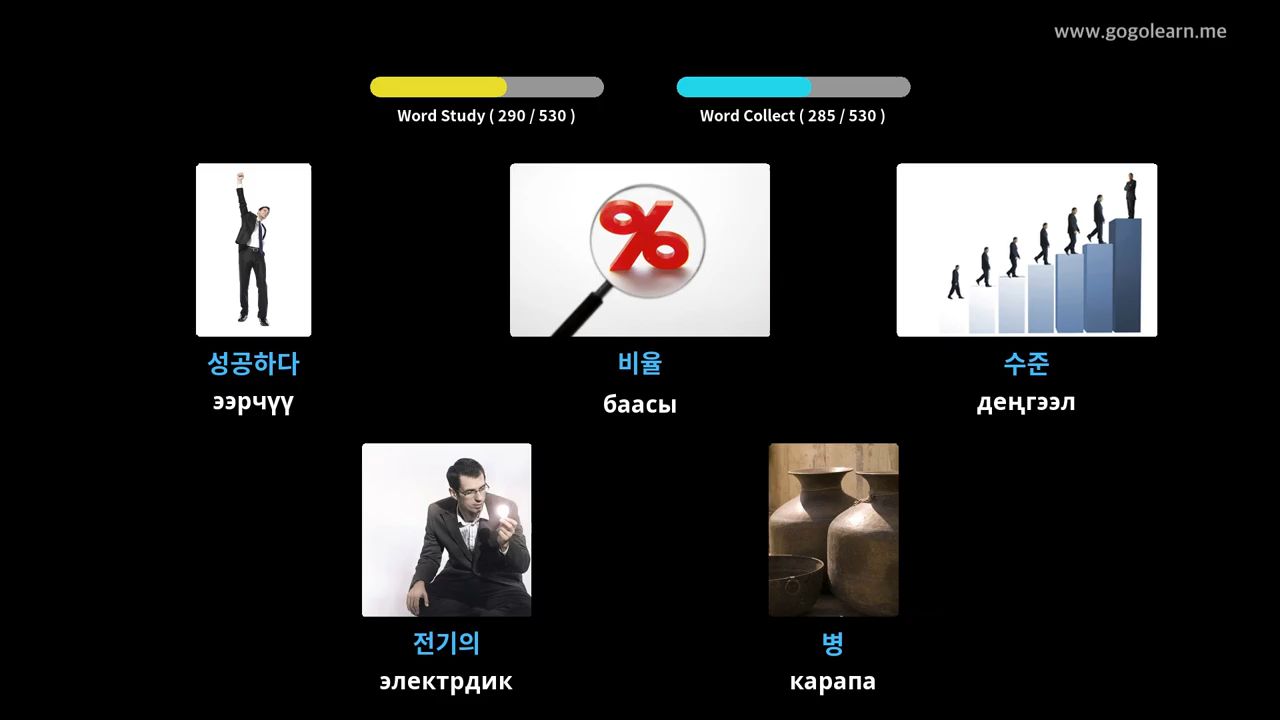 www.gogolearn.me
Word Study ( 290 / 530 )
Word Collect ( 285 / 530 )
성공하다
ээрчүү
비율
баасы
수준
деңгээл
전기의
электрдик
병
карапа